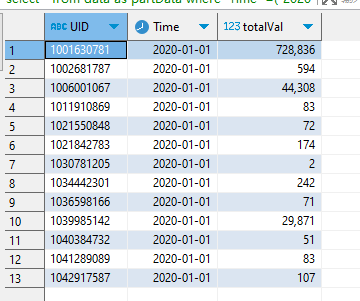 select * from data as partData where "Time" =( '2020
ABC UID Time 123 totalVal
1 1001630781 2020-01-01 728,836
2 1002681787 2020-01-01 594
3 1006001067 2020-01-01 44,308
4 1011910869 2020-01-01 83
5 1021550848 2020-01-01 72
6 1021842783 2020-01-01 174
7 1030781205 2020-01-01 2
8 1034442301 2020-01-01 242
9 1036598166 2020-01-01 71
10 1039985142 2020-01-01 29,871
11 1040384732 2020-01-01 51
12 1041289089 2020-01-01 83
13 1042917587 2020-01-01 107